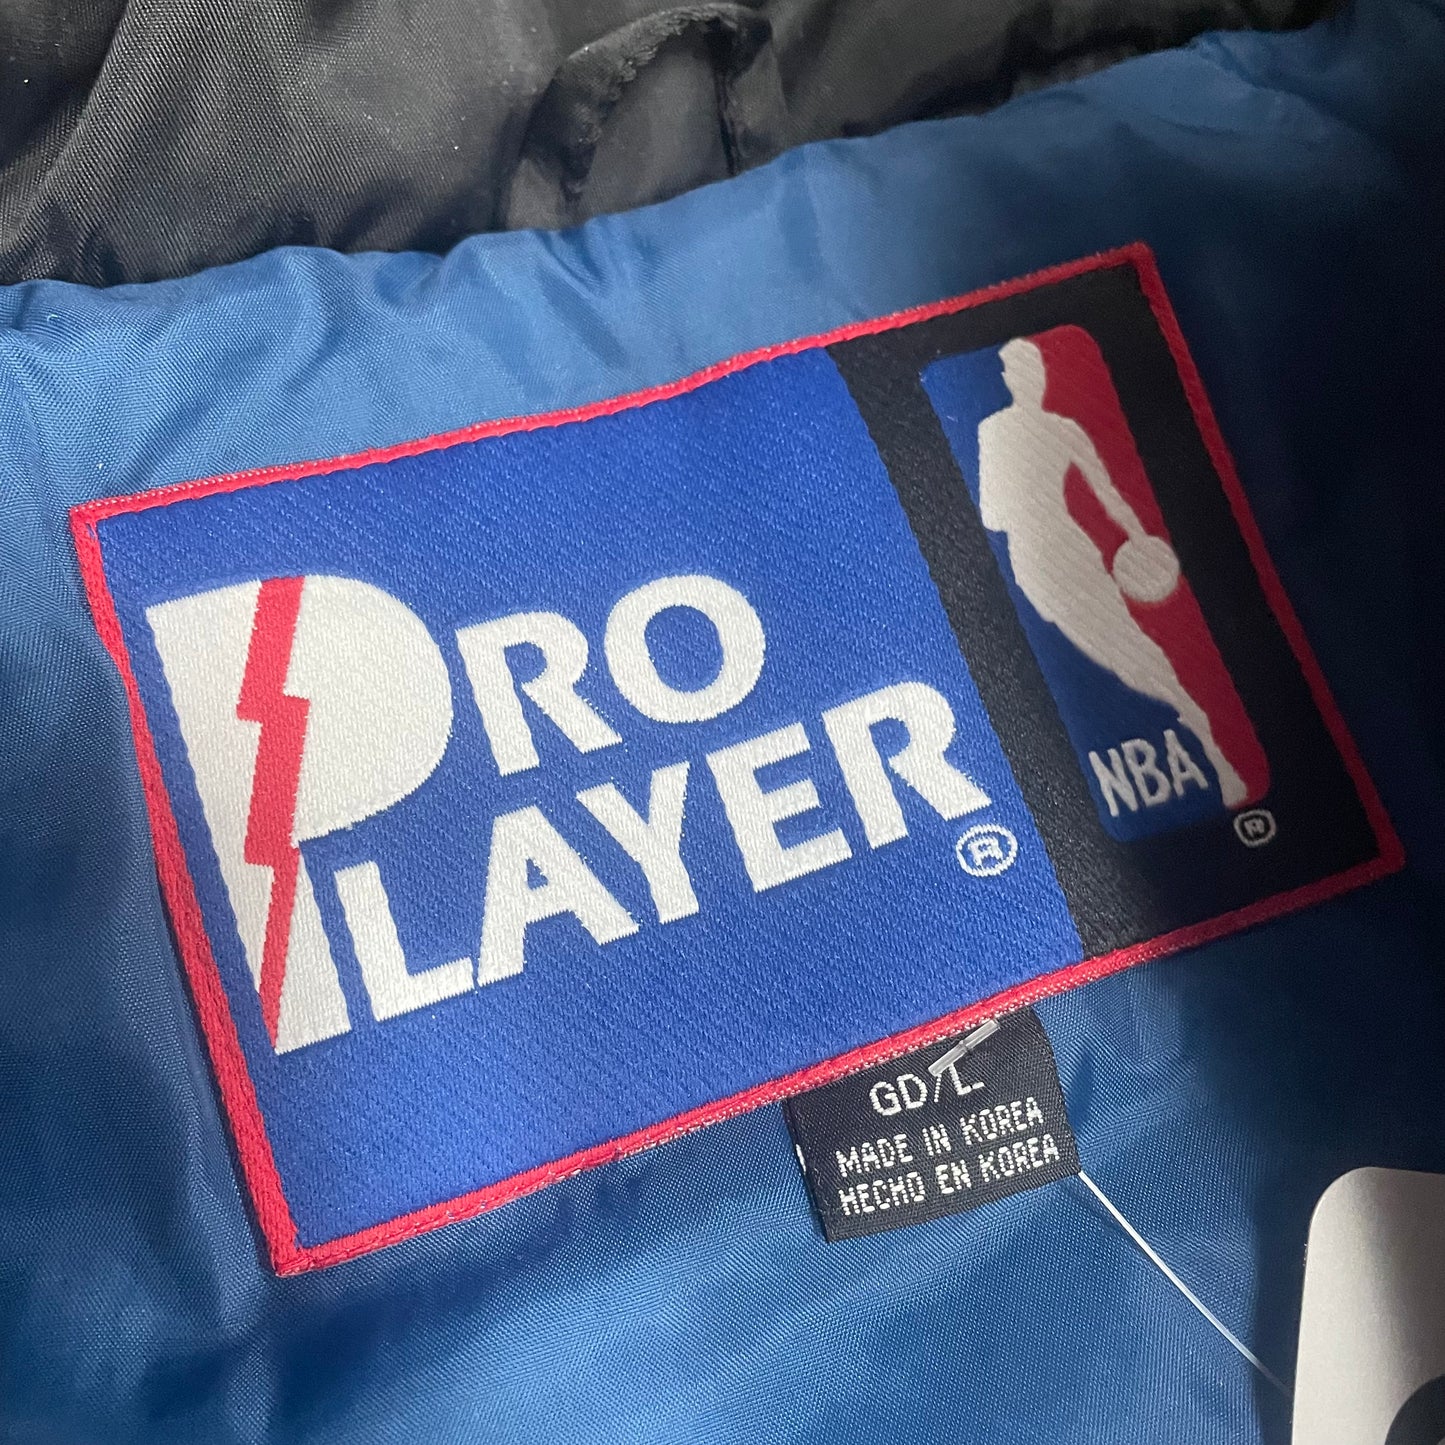 PRO
PLAYER®
NBA®
GD/L
MADE IN KOREA
HECHO EN KOREA